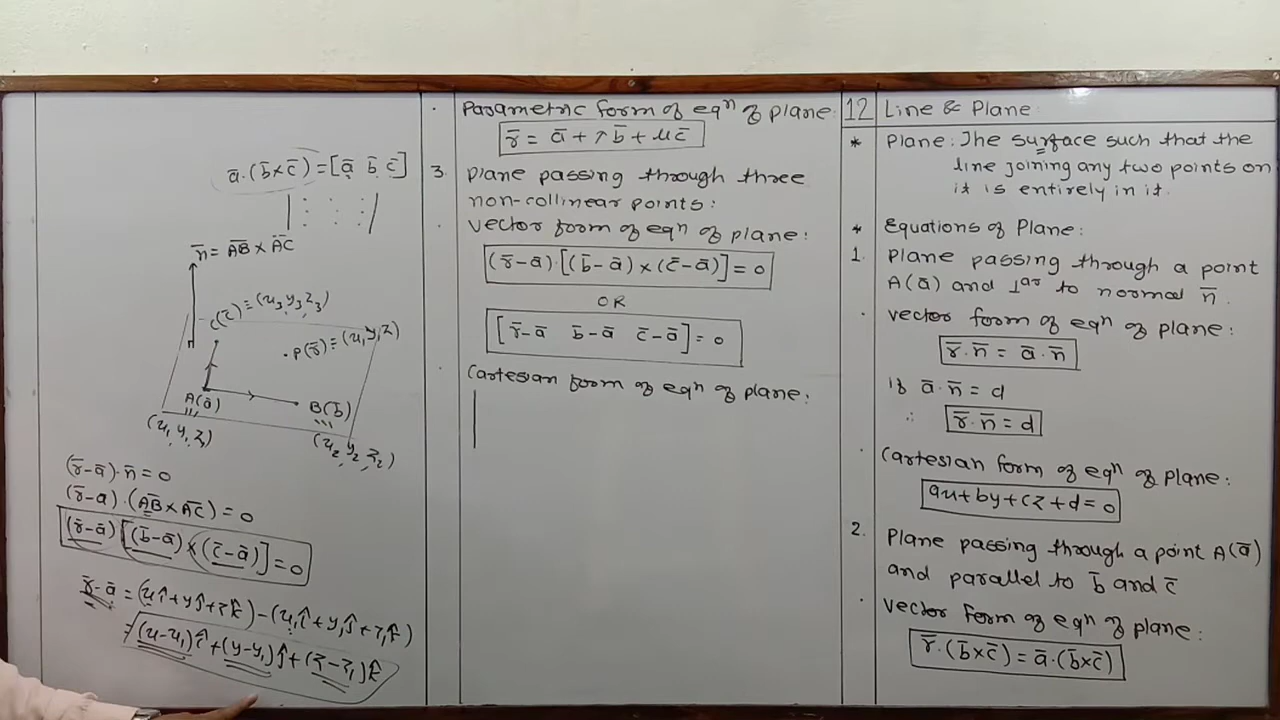 12 Line & Plane:
* Plane: The surface such that the
line joining any two points on
it is entirely in it.
* Equations of Plane:
1. Plane passing through a point
A(a̅) and ⊥ar to normal n̅.
· Vector form of eqn of plane:
r̅·n̅ = a̅·n̅
If a̅·n̅ = d
∴ r̅·n̅ = d
· Cartesian form of eqn of plane:
ax+by+cz+d=0
2. Plane passing through a point A(a̅)
and parallel to b̅ and c̅
· Vector form of eqn of plane:
r̅·(b̅×c̅) = a̅·(b̅×c̅)
· Parametric form of eqn of plane:
r̅ = a̅ + λb̅ + μc̅
3. Plane passing through three
non-collinear points:
· Vector form of eqn of plane:
(r̅-a̅)·[(b̅-a̅)×(c̅-a̅)] = 0
OR
[r̅-a̅ b̅-a̅ c̅-a̅] = 0
· Cartesian form of eqn of plane:
a̅·(b̅×c̅) = [a̅ b̅ c̅]
n̅ = A̅B̅ × A̅C̅
C(c̅) ≡ (x3, y3, z3)
P(r̅) ≡ (x, y, z)
A(a̅) B(b̅)
(x1, y1, z1) (x2, y2, z2)
(r̅-a̅)·n̅ = 0
(r̅-a)·(A̅B̅×A̅C̅) = 0
(r̅-a̅)[(b̅-a̅)×(c̅-a̅)] = 0
r̅-a̅ = (xî+yĵ+zk̂)-(x1î+y1ĵ+z1k̂)
= (x-x1)î+(y-y1)ĵ+(z-z1)k̂